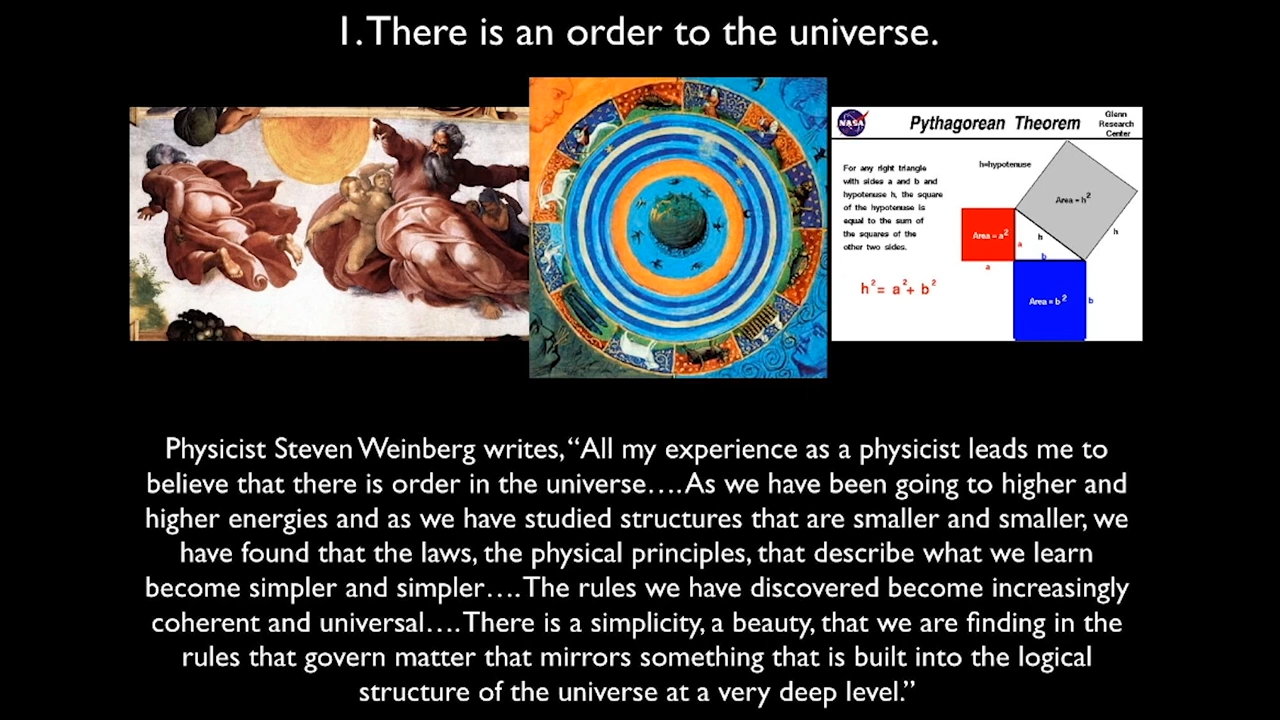 1. There is an order to the universe.
NASA
Pythagorean Theorem
Glenn
Research
Center
For any right triangle
with sides a and b and
hypotenuse h, the square
of the hypotenuse is
equal to the sum of
the squares of the
other two sides.
h² = a² + b²
h=hypotenuse
Area = h²
h
Area = a²
a
a
h
b
Area = b²
b
Physicist Steven Weinberg writes, “All my experience as a physicist leads me to
believe that there is order in the universe….As we have been going to higher and
higher energies and as we have studied structures that are smaller and smaller, we
have found that the laws, the physical principles, that describe what we learn
become simpler and simpler….The rules we have discovered become increasingly
coherent and universal….There is a simplicity, a beauty, that we are finding in the
rules that govern matter that mirrors something that is built into the logical
structure of the universe at a very deep level.”